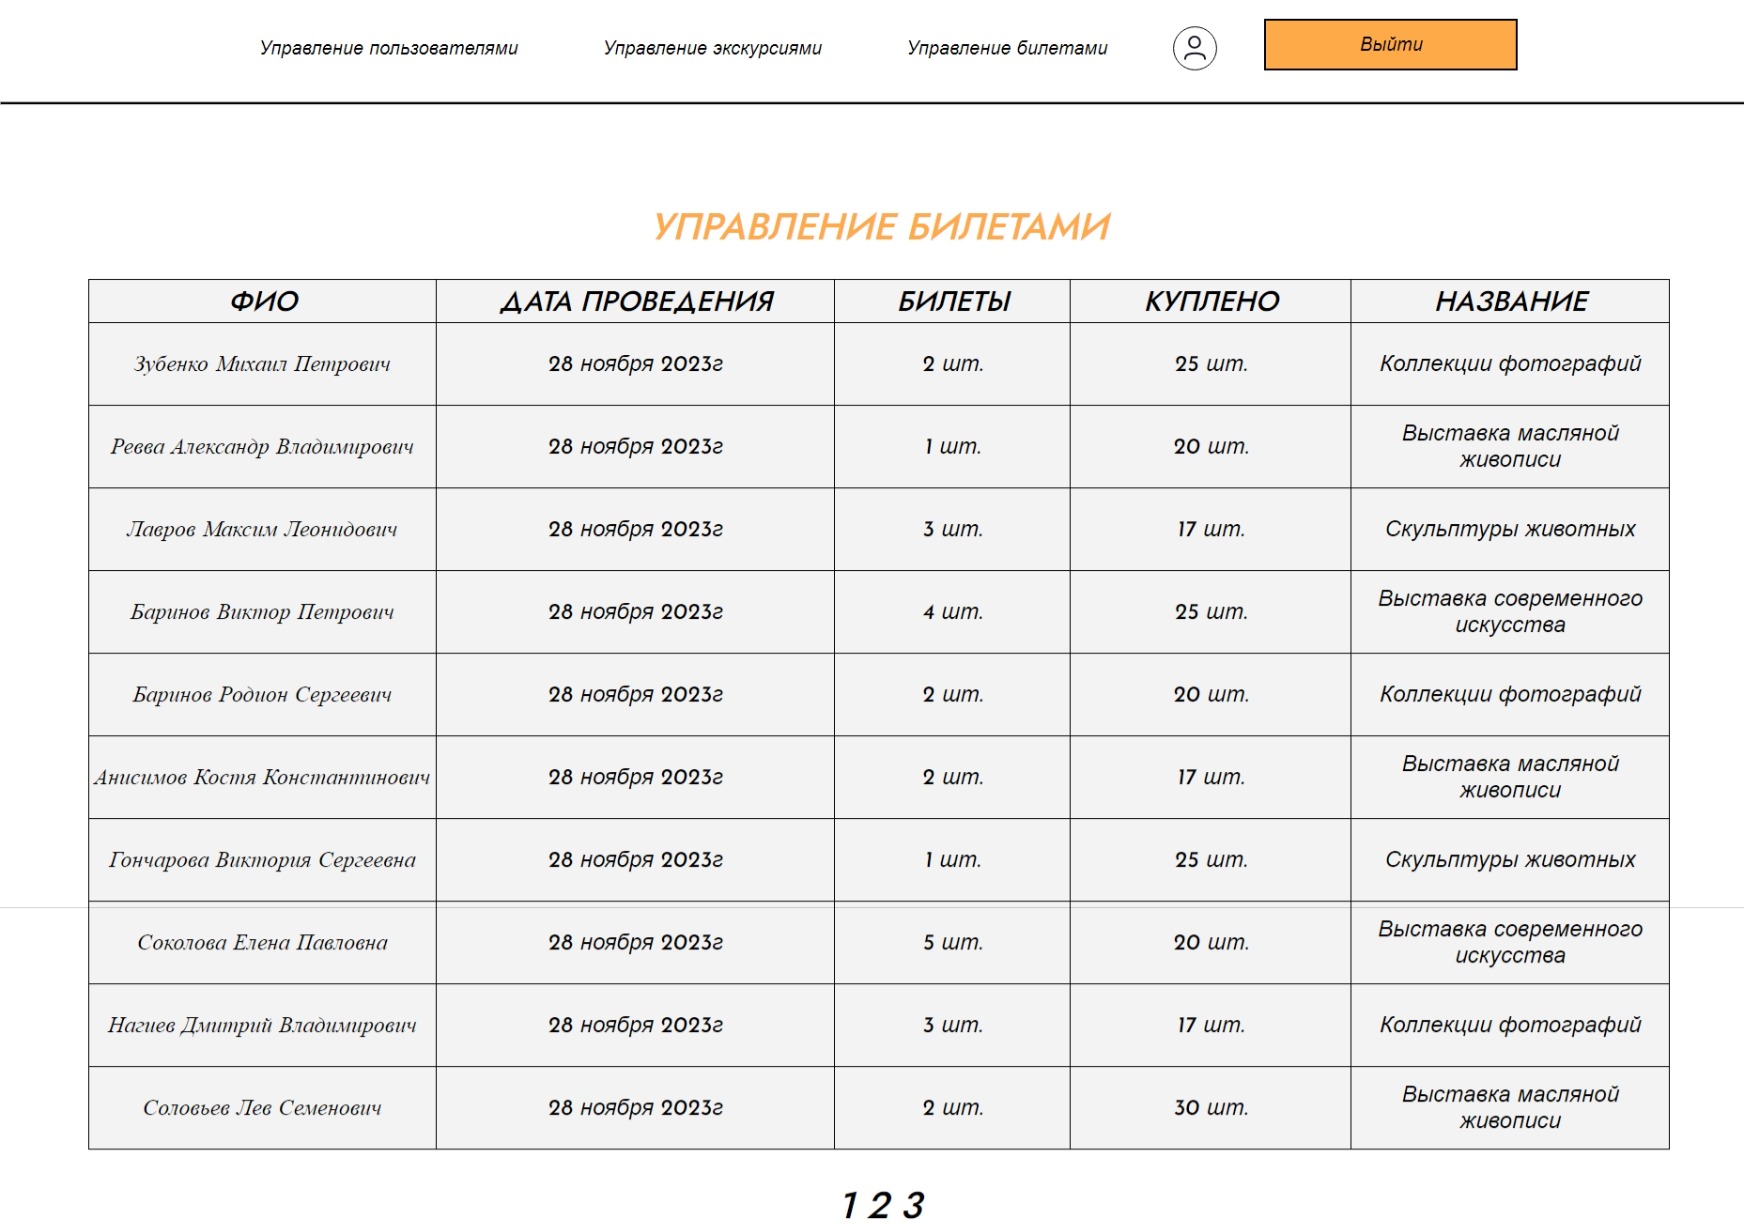 Управление пользователями Управление экскурсиями Управление билетами Выйти
УПРАВЛЕНИЕ БИЛЕТАМИ
ФИО ДАТА ПРОВЕДЕНИЯ БИЛЕТЫ КУПЛЕНО НАЗВАНИЕ
Зубенко Михаил Петрович 28 ноября 2023г 2 шт. 25 шт. Коллекции фотографий
Ревва Александр Владимирович 28 ноября 2023г 1 шт. 20 шт. Выставка масляной
живописи
Лавров Максим Леонидович 28 ноября 2023г 3 шт. 17 шт. Скульптуры животных
Баринов Виктор Петрович 28 ноября 2023г 4 шт. 25 шт. Выставка современного
искусства
Баринов Родион Сергеевич 28 ноября 2023г 2 шт. 20 шт. Коллекции фотографий
Анисимов Костя Константинович 28 ноября 2023г 2 шт. 17 шт. Выставка масляной
живописи
Гончарова Виктория Сергеевна 28 ноября 2023г 1 шт. 25 шт. Скульптуры животных
Соколова Елена Павловна 28 ноября 2023г 5 шт. 20 шт. Выставка современного
искусства
Нагиев Дмитрий Владимирович 28 ноября 2023г 3 шт. 17 шт. Коллекции фотографий
Соловьев Лев Семенович 28 ноября 2023г 2 шт. 30 шт. Выставка масляной
живописи
1 2 3